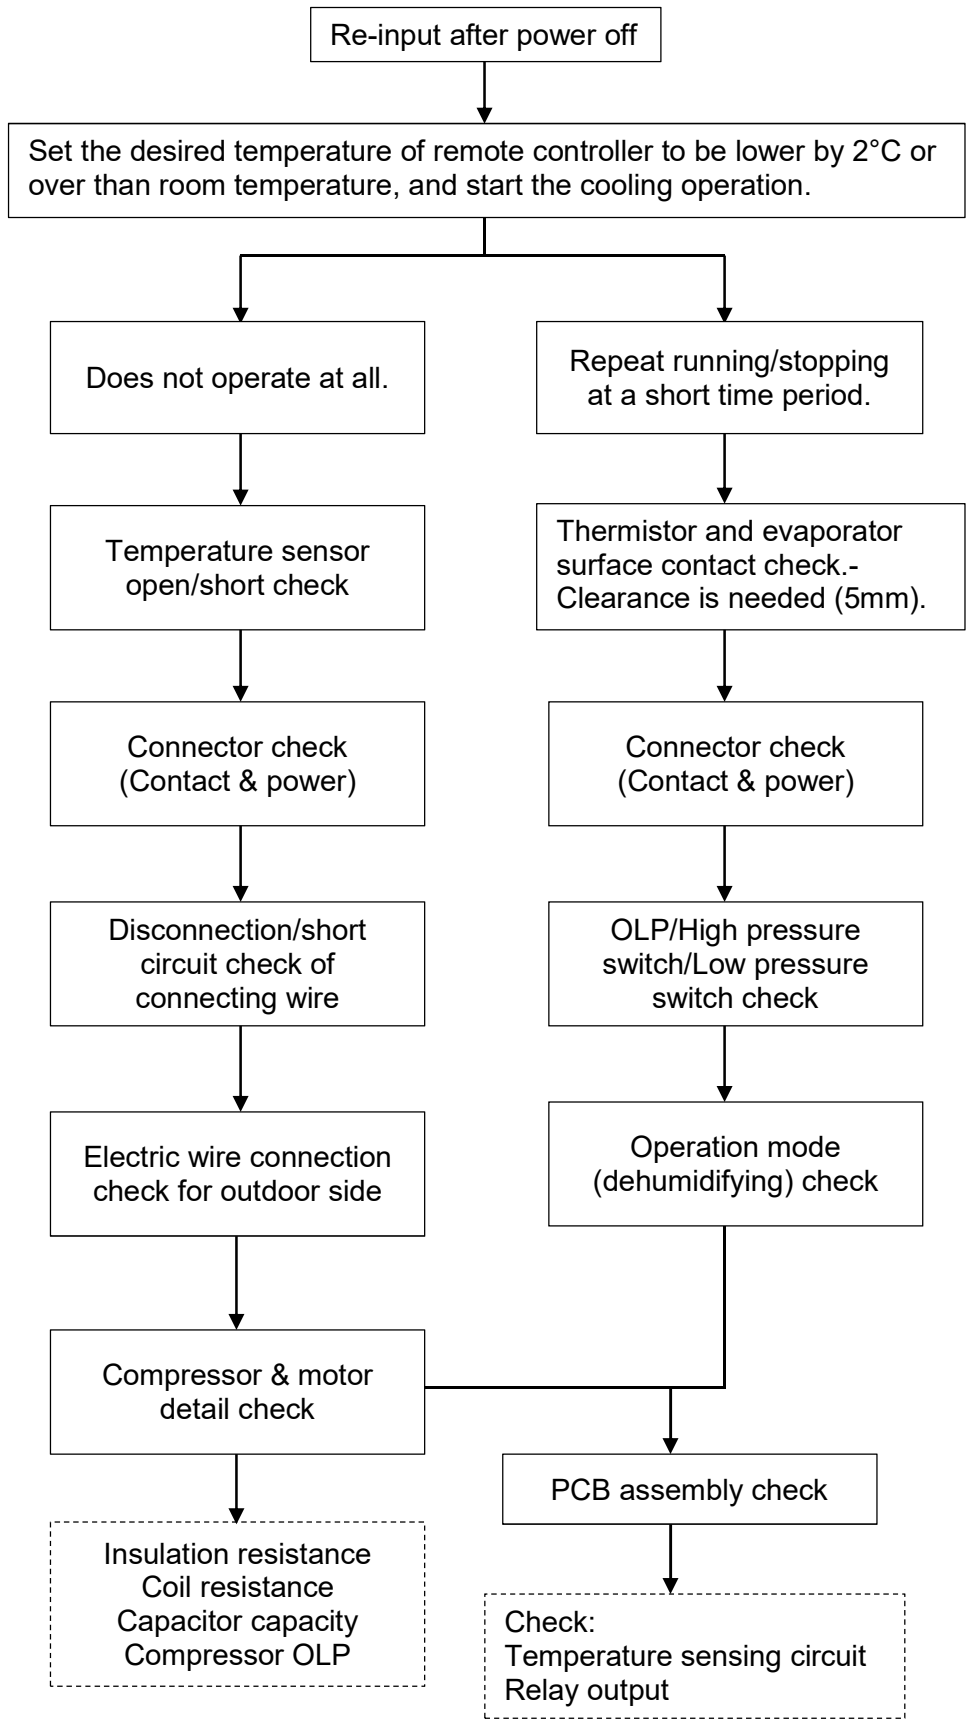 Re-input after power off
Set the desired temperature of remote controller to be lower by 2°C or
over than room temperature, and start the cooling operation.
Does not operate at all.
Repeat running/stopping
at a short time period.
Temperature sensor
open/short check
Thermistor and evaporator
surface contact check.-
Clearance is needed (5mm).
Connector check
(Contact & power)
Connector check
(Contact & power)
Disconnection/short
circuit check of
connecting wire
OLP/High pressure
switch/Low pressure
switch check
Electric wire connection
check for outdoor side
Operation mode
(dehumidifying) check
Compressor & motor
detail check
PCB assembly check
Insulation resistance
Coil resistance
Capacitor capacity
Compressor OLP
Check:
Temperature sensing circuit
Relay output